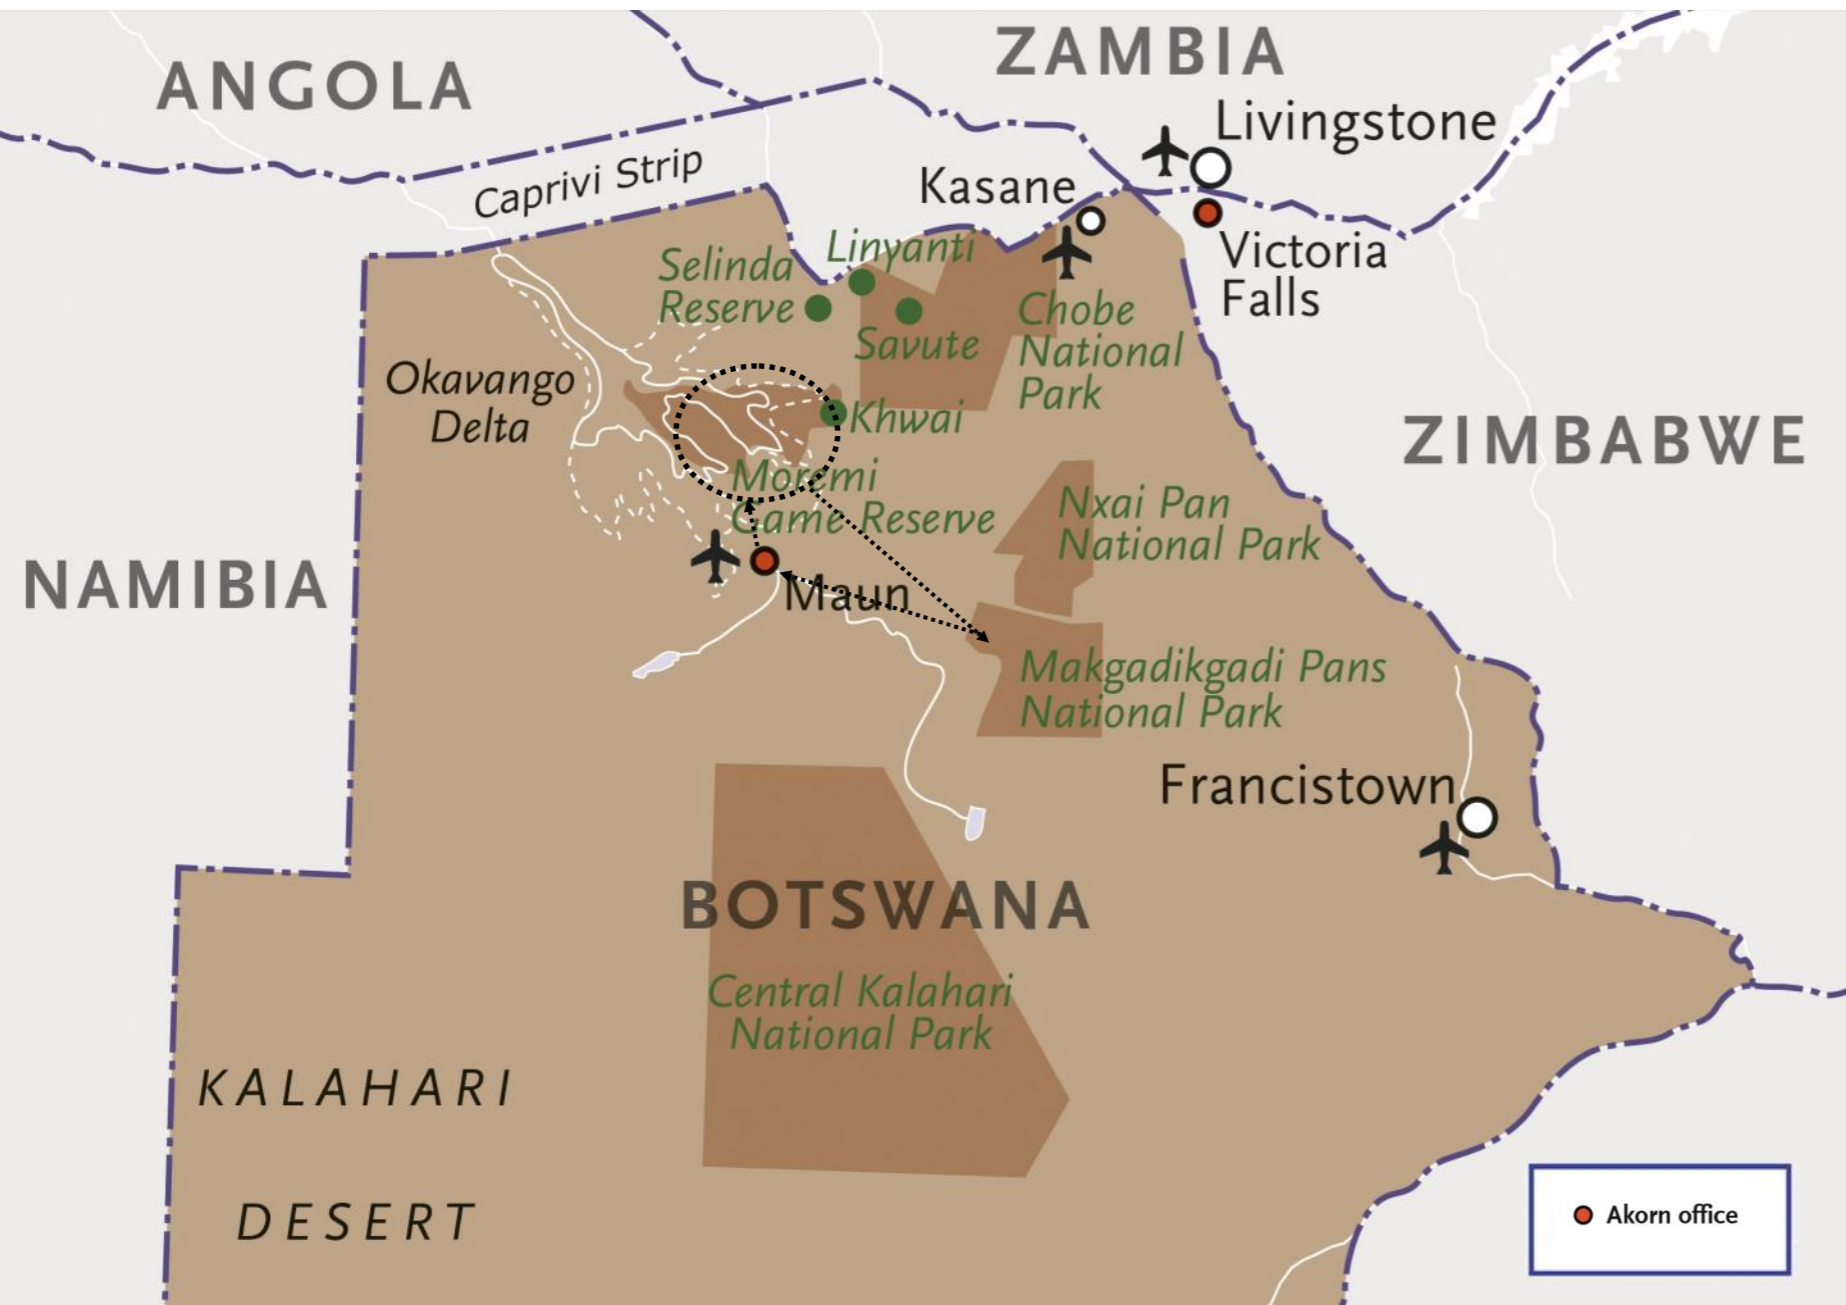 ZAMBIA
ANGOLA
Livingstone
Caprivi Strip
Kasane
Victoria
Falls
Linyanti
Selinda
Reserve
Chobe
National
Park
Savute
Okavango
Delta
Khwai
ZIMBABWE
Moremi
Game Reserve
Nxai Pan
National Park
NAMIBIA
Maun
Makgadikgadi Pans
National Park
Francistown
BOTSWANA
Central Kalahari
National Park
KALAHARI
DESERT
Akorn office